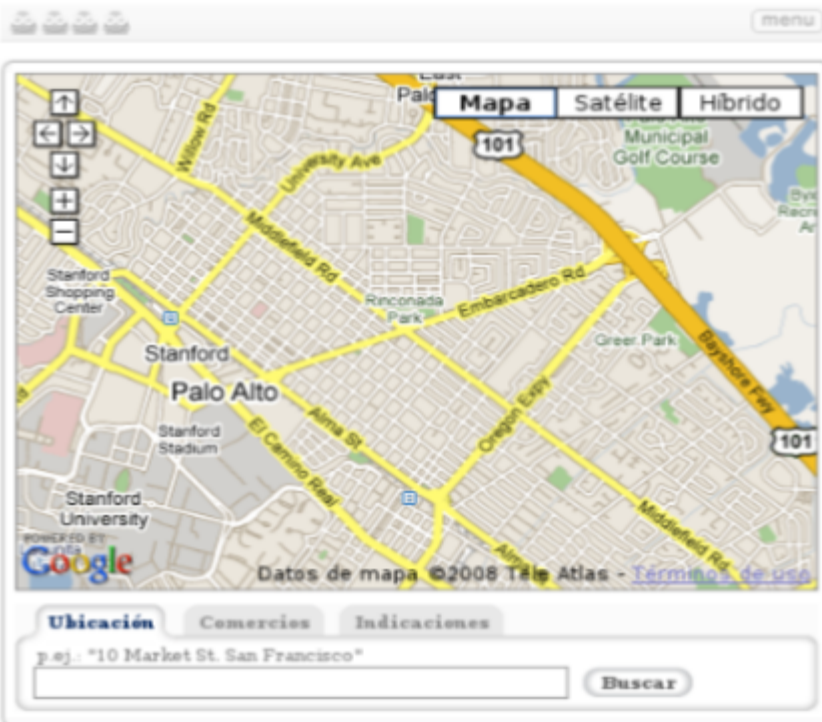 menu
East
Palo
Mapa
Satélite
Híbrido
101
Municipal
Golf Course
Willow Rd
University Ave
Middlefield Rd
Stanford
Shopping
Center
Rinconada
Park
Embarcadero Rd
Greer Park
Bayshore Fwy
Stanford
Palo Alto
Alma St
Oregon Expy
101
Stanford
Stadium
El Camino Real
Stanford
University
Middlefield Rd
POWERED BY
Google
Datos de mapa ©2008 Tele Atlas - Términos de uso
Ubicación
Comercios
Indicaciones
p.ej.: "10 Market St. San Francisco"
Buscar